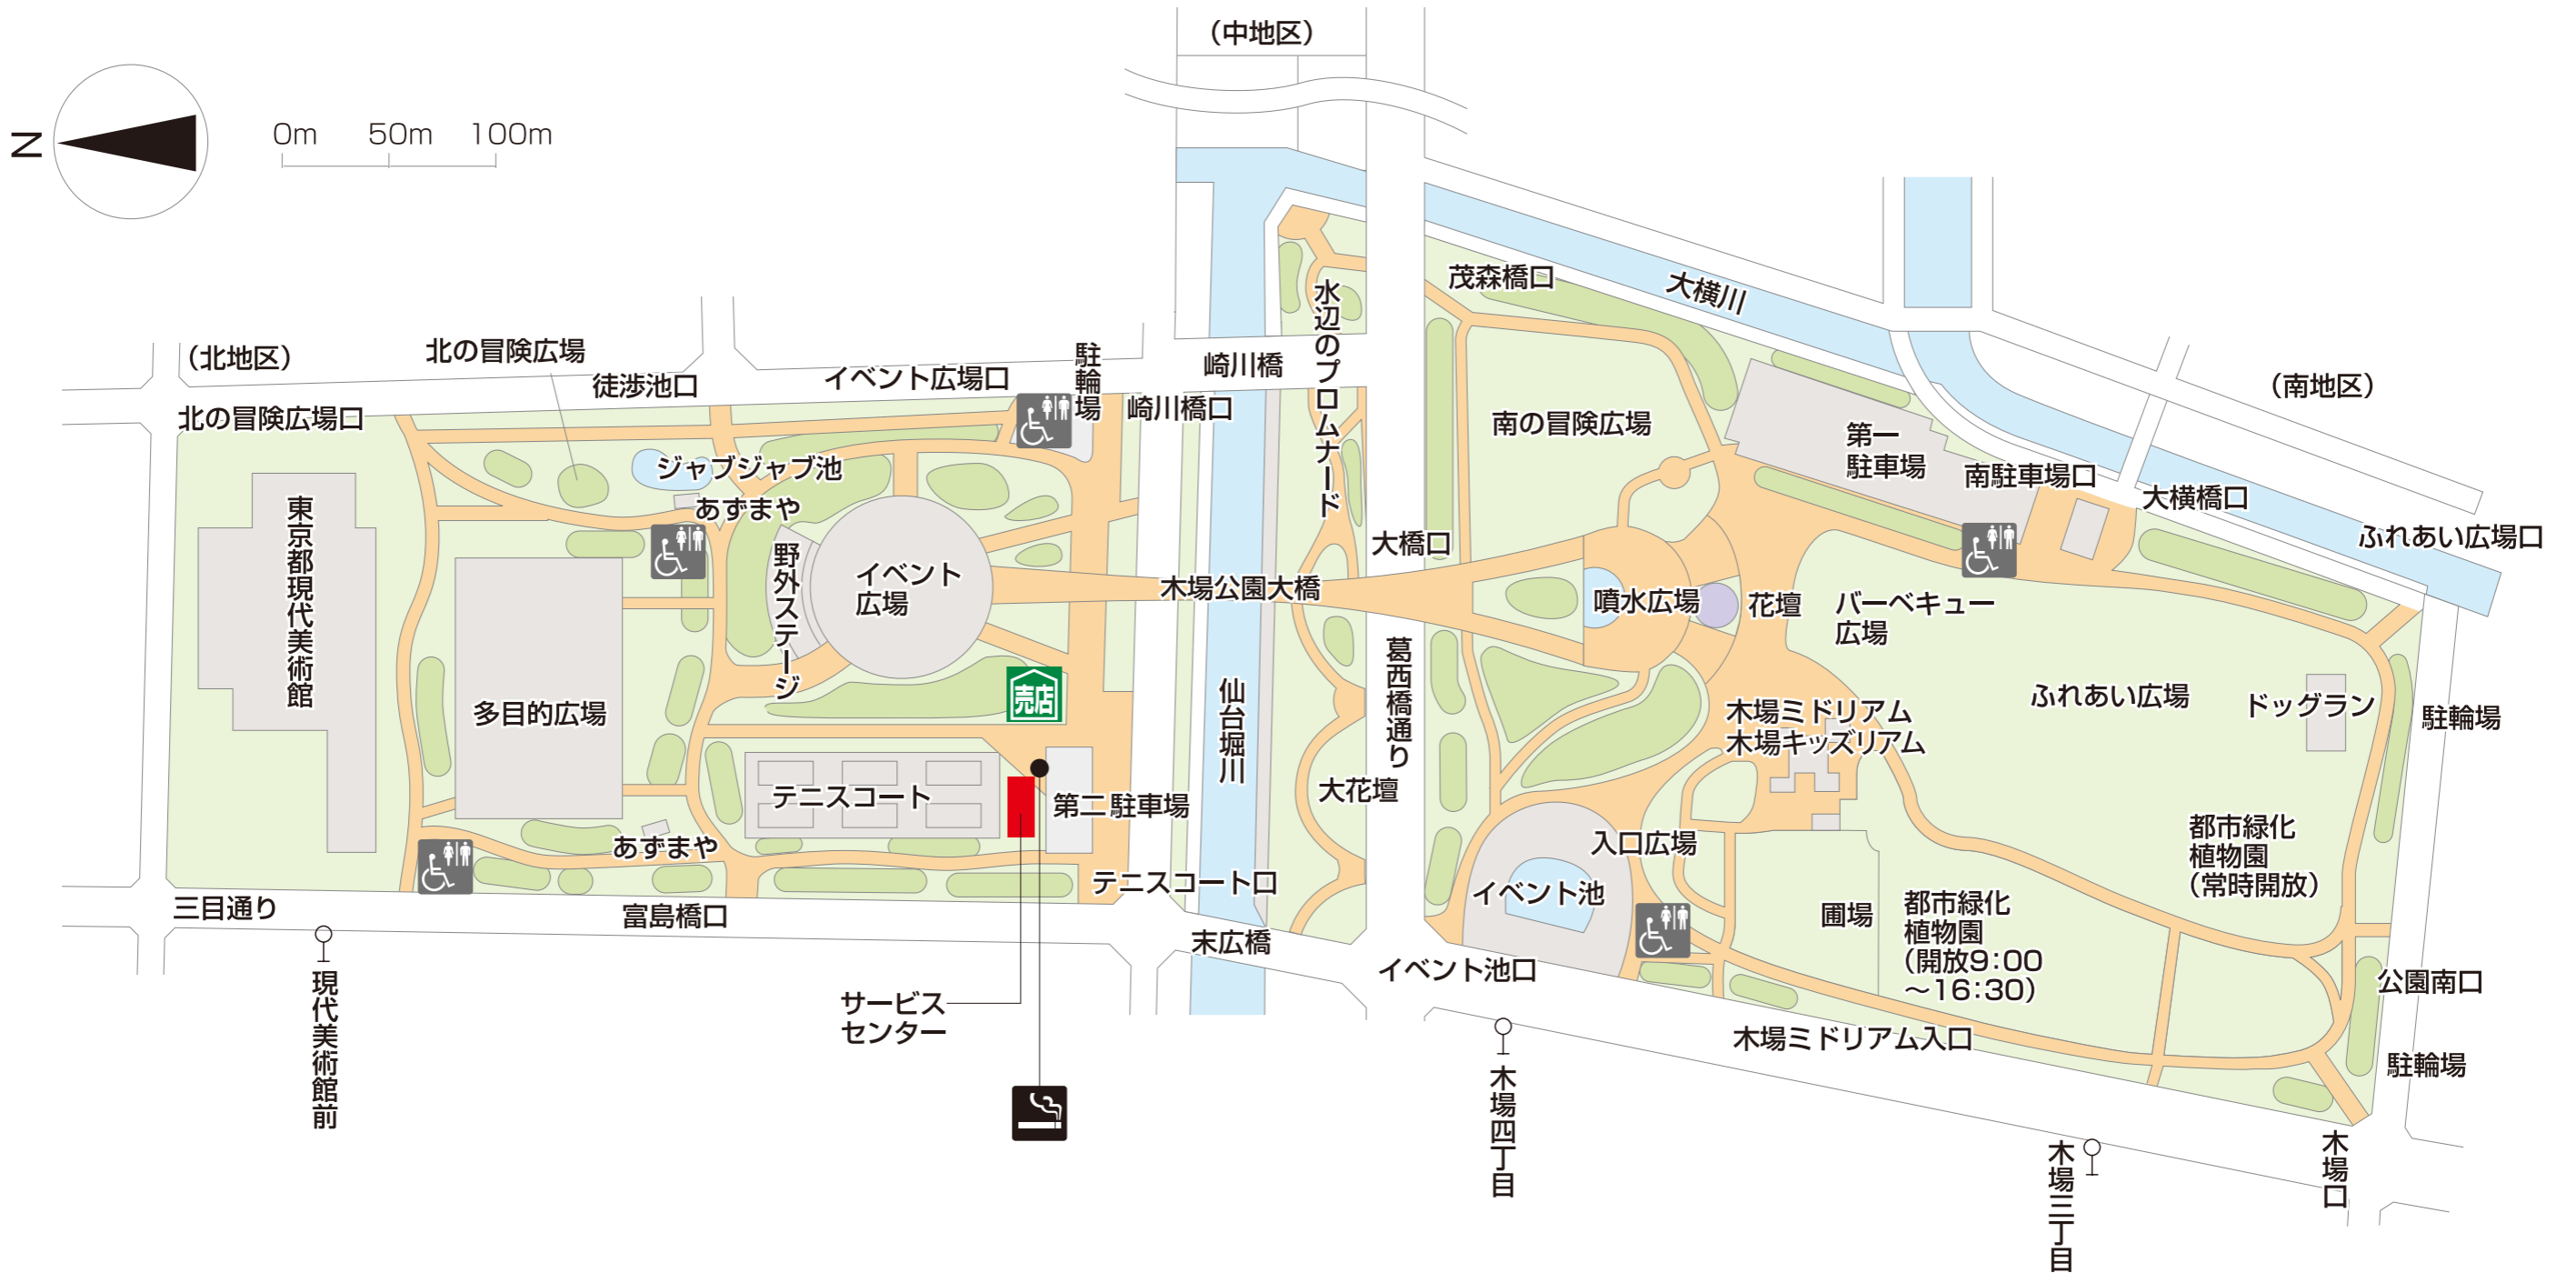 (中地区)
N
0m 50m 100m
(北地区)
北の冒険広場
徒渉池口
イベント広場口
駐輪場
崎川橋
水辺のプロムナード
茂森橋口
大横川
(南地区)
北の冒険広場口
崎川橋口
南の冒険広場
第一
駐車場
南駐車場口
大横橋口
ふれあい広場口
東京都現代美術館
ジャブジャブ池
あずまや
野外ステージ
イベント
広場
木場公園大橋
大橋口
噴水広場
花壇
バーベキュー
広場
多目的広場
売店
仙台堀川
葛西橋通り
木場ミドリアム
木場キッズリアム
ふれあい広場
ドッグラン
駐輪場
テニスコート
第二駐車場
大花壇
入口広場
都市緑化
植物園
(常時開放)
あずまや
テニスコート口
イベント池
圃場
都市緑化
植物園
(開放9:00
～16:30)
三目通り
富島橋口
末広橋
イベント池口
公園南口
現代美術館前
サービス
センター
木場ミドリアム入口
駐輪場
木場四丁目
木場三丁目
木場口